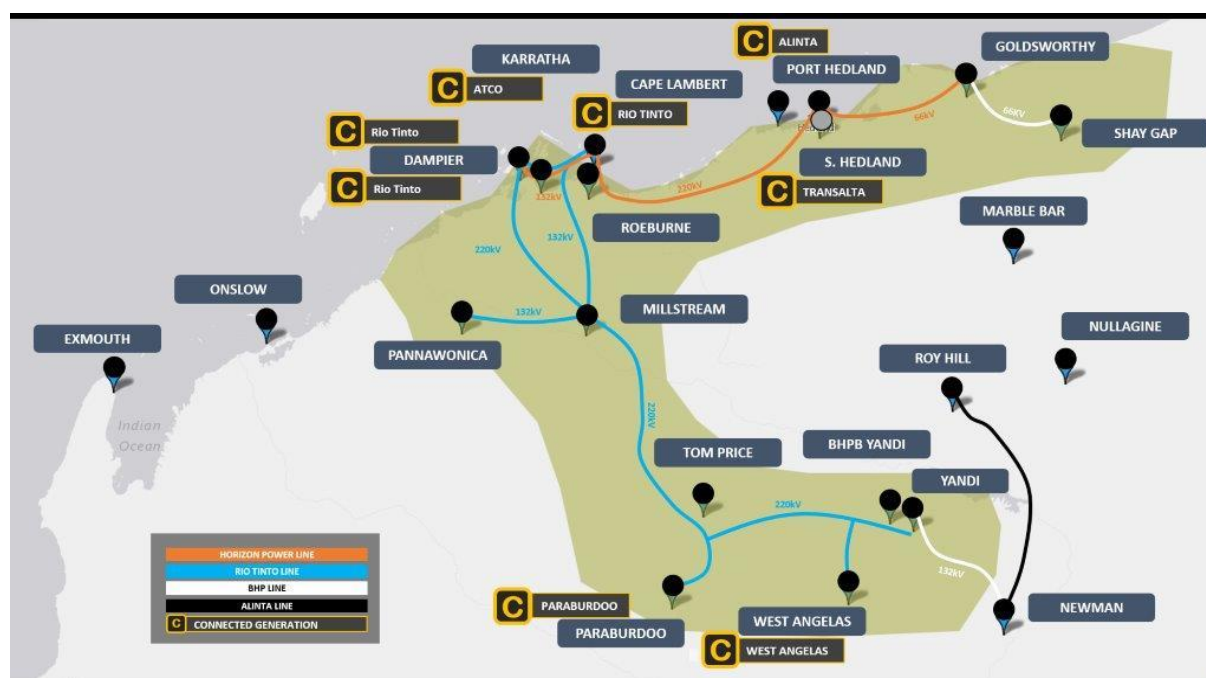 ALINTA
GOLDSWORTHY
KARRATHA
PORT HEDLAND
CAPE LAMBERT
ATCO
RIO TINTO
66kV
66KV
Rio Tinto
SHAY GAP
DAMPIER
S. HEDLAND
Rio Tinto
220kV
TRANSALTA
132kV
MARBLE BAR
ROEBURNE
220kV
132kV
ONSLOW
132kV
MILLSTREAM
NULLAGINE
EXMOUTH
PANNAWONICA
ROY HILL
220kV
Indian
Ocean
BHPB YANDI
TOM PRICE
YANDI
220kV
HORIZON POWER LINE
RIO TINTO LINE
132kV
BHP LINE
ALINTA LINE
C CONNECTED GENERATION
C PARABURDOO
NEWMAN
PARABURDOO
WEST ANGELAS
C WEST ANGELAS